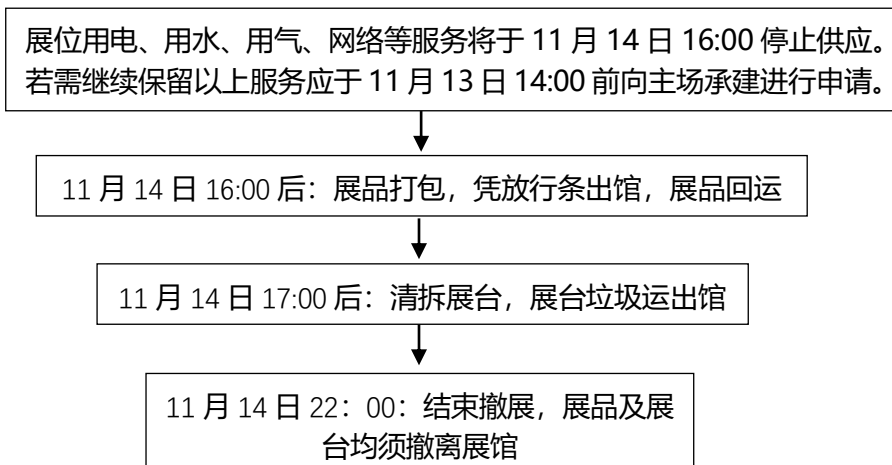 展位用电、用水、用气、网络等服务将于 11 月 14 日 16:00 停止供应。
若需继续保留以上服务应于 11 月 13 日 14:00 前向主场承建进行申请。
11 月 14 日 16:00 后：展品打包，凭放行条出馆，展品回运
11 月 14 日 17:00 后：清拆展台，展台垃圾运出馆
11 月 14 日 22：00：结束撤展，展品及展
台均须撤离展馆